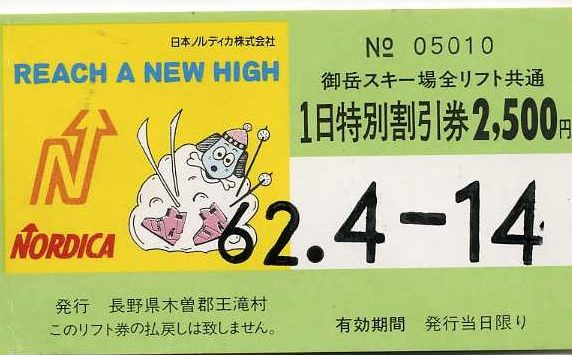 日本ノルディカ株式会社
REACH A NEW HIGH
N
NORDICA
№ 05010
御岳スキー場全リフト共通
1日特別割引券2,500円
62.4-14
発行 長野県木曽郡王滝村
このリフト券の払戻しは致しません。
有効期間 発行当日限り